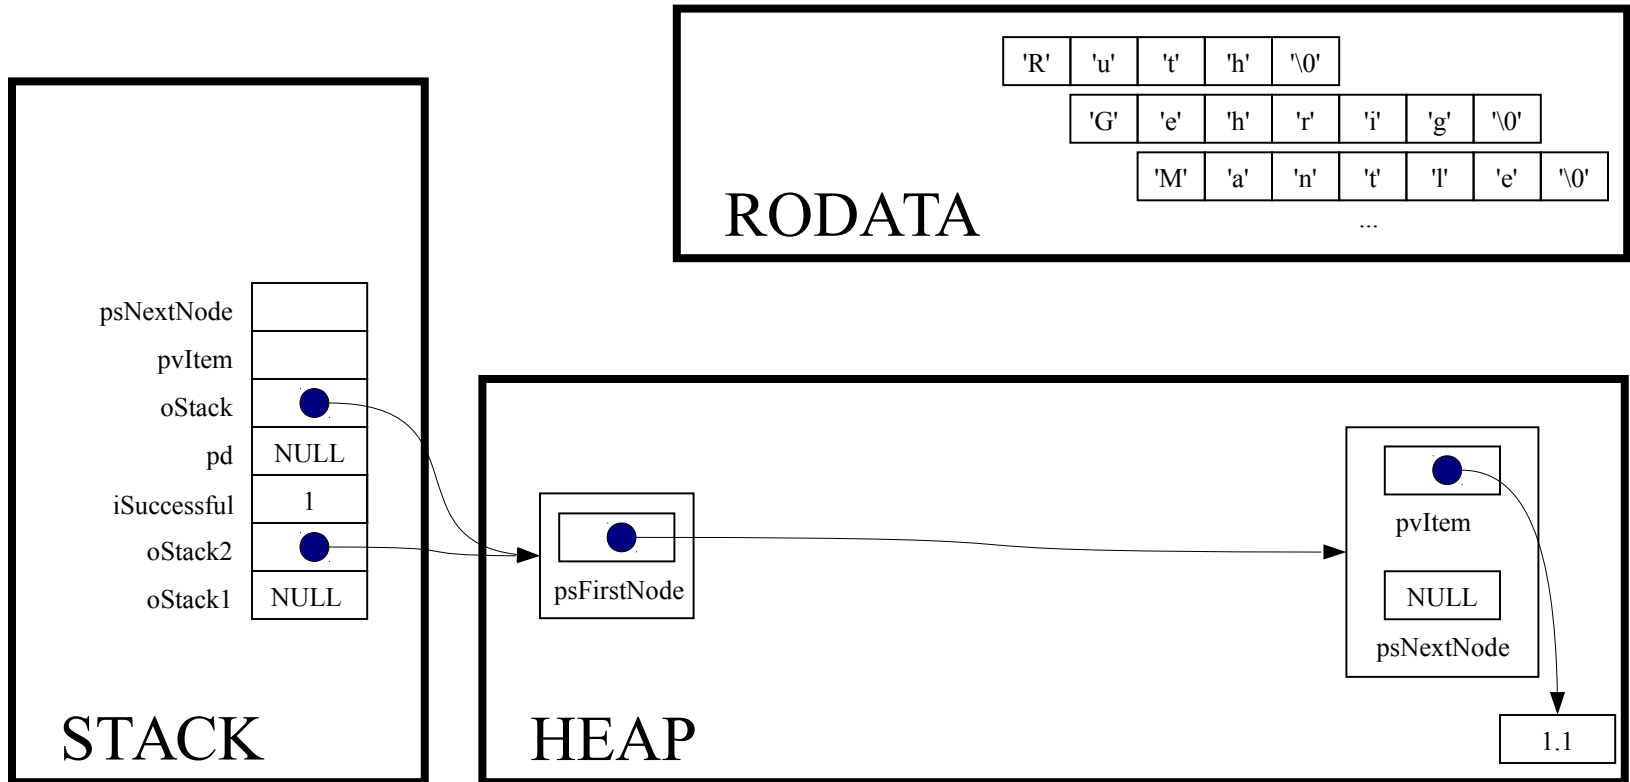 'R' 'u' 't' 'h' '\0'
'G' 'e' 'h' 'r' 'i' 'g' '\0'
'M' 'a' 'n' 't' 'l' 'e' '\0'
...
RODATA
psNextNode
pvItem
oStack
pd NULL
iSuccessful 1
oStack2
oStack1 NULL
STACK
psFirstNode
pvItem
NULL
psNextNode
1.1
HEAP